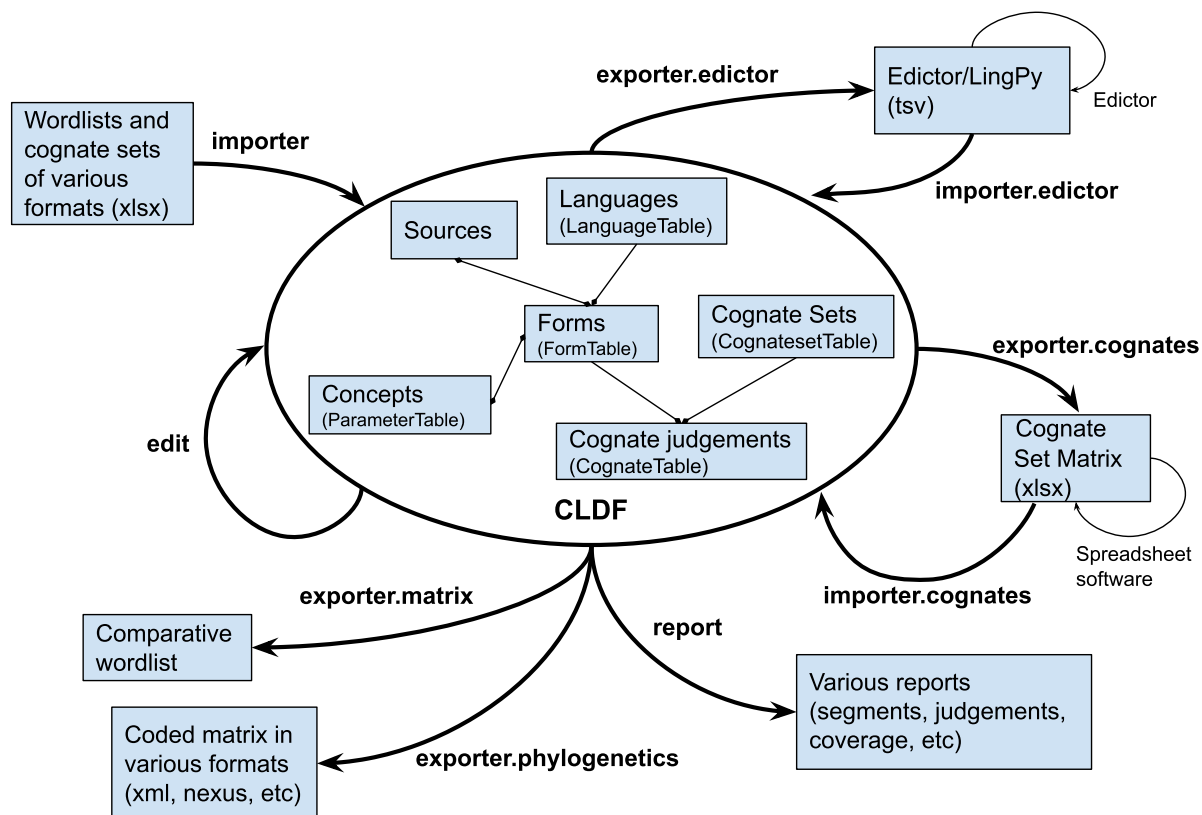 exporter.edictor
Edictor/LingPy
(tsv)
Edictor
Wordlists and
cognate sets
of various
formats (xlsx)
importer
importer.edictor
Languages
(LanguageTable)
Sources
Forms
(FormTable)
Cognate Sets
(CognatesetTable)
exporter.cognates
Concepts
(ParameterTable)
edit
Cognate judgements
(CognateTable)
Cognate
Set Matrix
(xlsx)
CLDF
Spreadsheet
software
importer.cognates
exporter.matrix
report
Comparative
wordlist
Various reports
(segments, judgements,
coverage, etc)
Coded matrix in
various formats
(xml, nexus, etc)
exporter.phylogenetics